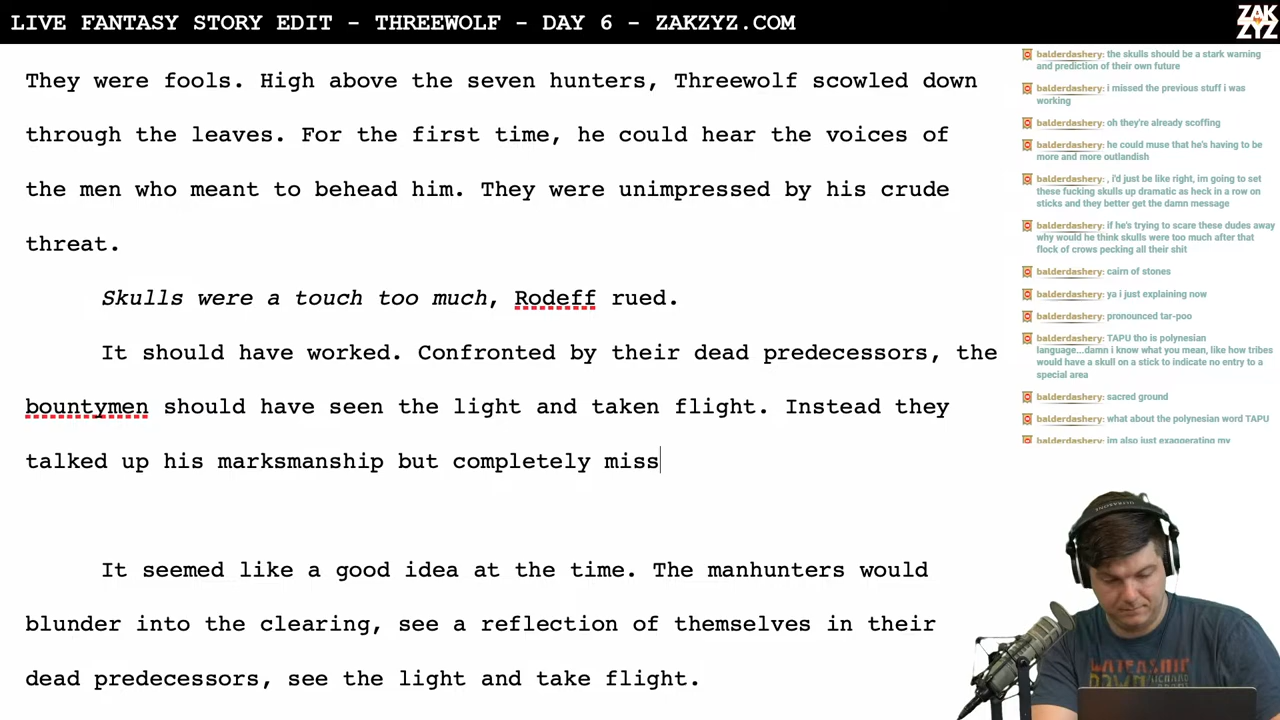 LIVE FANTASY STORY EDIT - THREEWOLF - DAY 6 - ZAKZYZ.COM
ZAK
ZYZ
They were fools. High above the seven hunters, Threewolf scowled down
through the leaves. For the first time, he could hear the voices of
the men who meant to behead him. They were unimpressed by his crude
threat.
Skulls were a touch too much, Rodeff rued.
It should have worked. Confronted by their dead predecessors, the
bountymen should have seen the light and taken flight. Instead they
talked up his marksmanship but completely miss
It seemed like a good idea at the time. The manhunters would
blunder into the clearing, see a reflection of themselves in their
dead predecessors, see the light and take flight.
balderdashery: the skulls should be a stark warning
and prediction of their own future
balderdashery: i missed the previous stuff i was
working
balderdashery: oh they're already scoffing
balderdashery: he could muse that he's having to be
more and more outlandish
balderdashery: , i'd just be like right, im going to set
these fucking skulls up dramatic as heck in a row on
sticks and they better get the damn message
balderdashery: if he's trying to scare these dudes away
why would he think skulls were too much after that
flock of crows pecking all their shit
balderdashery: cairn of stones
balderdashery: ya i just explaining now
balderdashery: pronounced tar-poo
balderdashery: TAPU tho is polynesian
language...damn i know what you mean, like how tribes
would have a skull on a stick to indicate no entry to a
special area
balderdashery: sacred ground
balderdashery: what about the polynesian word TAPU
balderdashery: im also just exaggerating my
WATERSHIP
DOWN
RICHARD